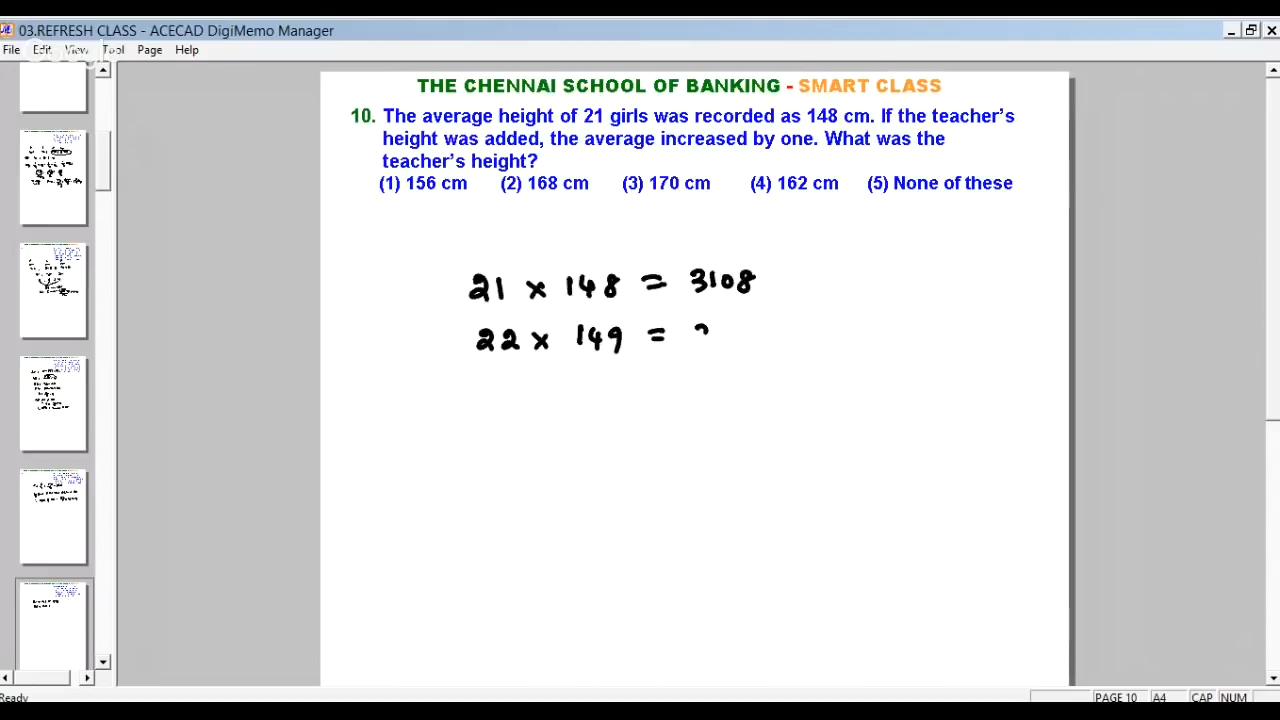 03.REFRESH CLASS - ACECAD DigiMemo Manager
File Edit View Tool Page Help
Google
THE CHENNAI SCHOOL OF BANKING - SMART CLASS
10. The average height of 21 girls was recorded as 148 cm. If the teacher's
height was added, the average increased by one. What was the
teacher's height?
(1) 156 cm (2) 168 cm (3) 170 cm (4) 162 cm (5) None of these
21 × 148 = 3108
22 × 149 =
Ready
PAGE 10 A4 CAP NUM